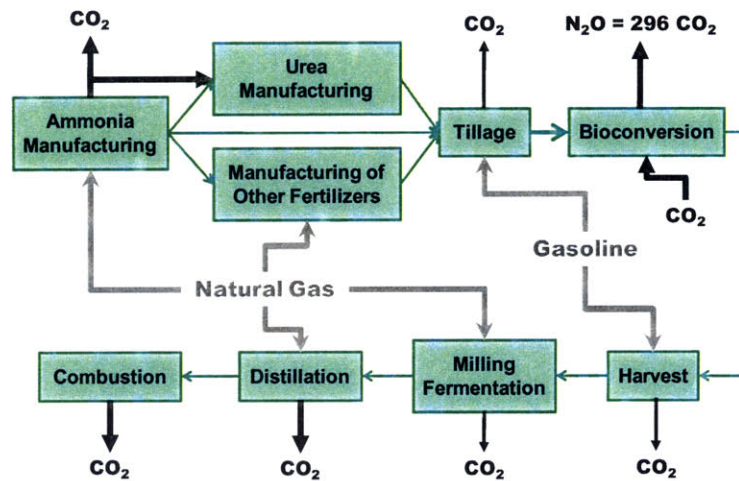 CO₂
CO₂
N₂O = 296 CO₂
Urea
Manufacturing
Ammonia
Manufacturing
Tillage
Bioconversion
Manufacturing of
Other Fertilizers
CO₂
Gasoline
Natural Gas
Combustion
Distillation
Milling
Fermentation
Harvest
CO₂
CO₂
CO₂
CO₂